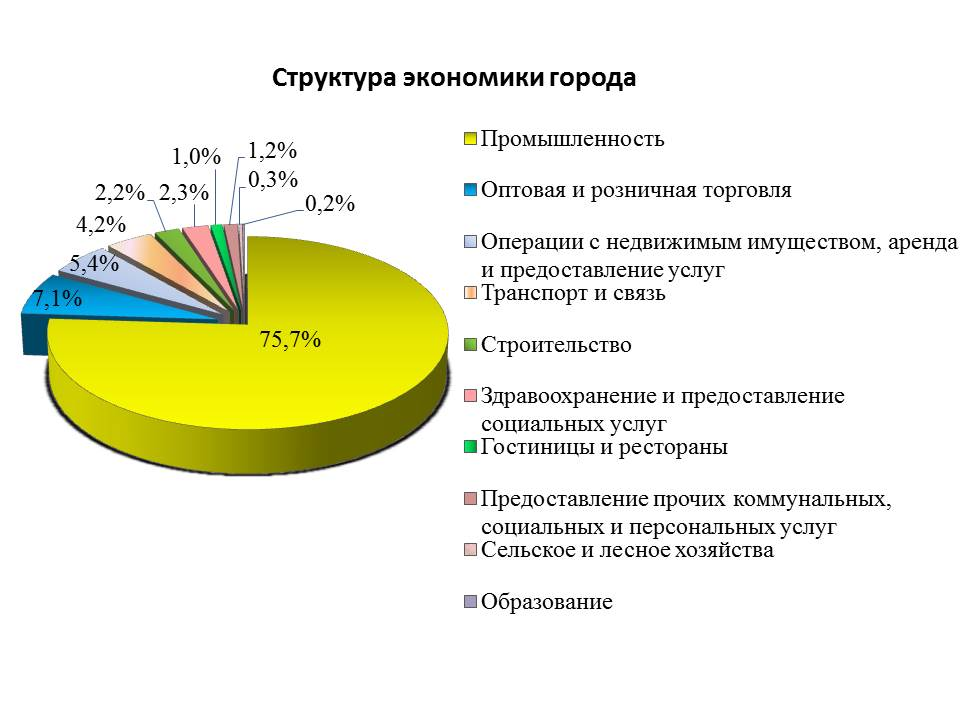 Структура экономики города
1,0%
1,2%
2,2%
2,3%
0,3%
4,2%
0,2%
5,4%
7,1%
75,7%
Промышленность
Оптовая и розничная торговля
Операции с недвижимым имуществом, аренда
и предоставление услуг
Транспорт и связь
Строительство
Здравоохранение и предоставление
социальных услуг
Гостиницы и рестораны
Предоставление прочих коммунальных,
социальных и персональных услуг
Сельское и лесное хозяйства
Образование